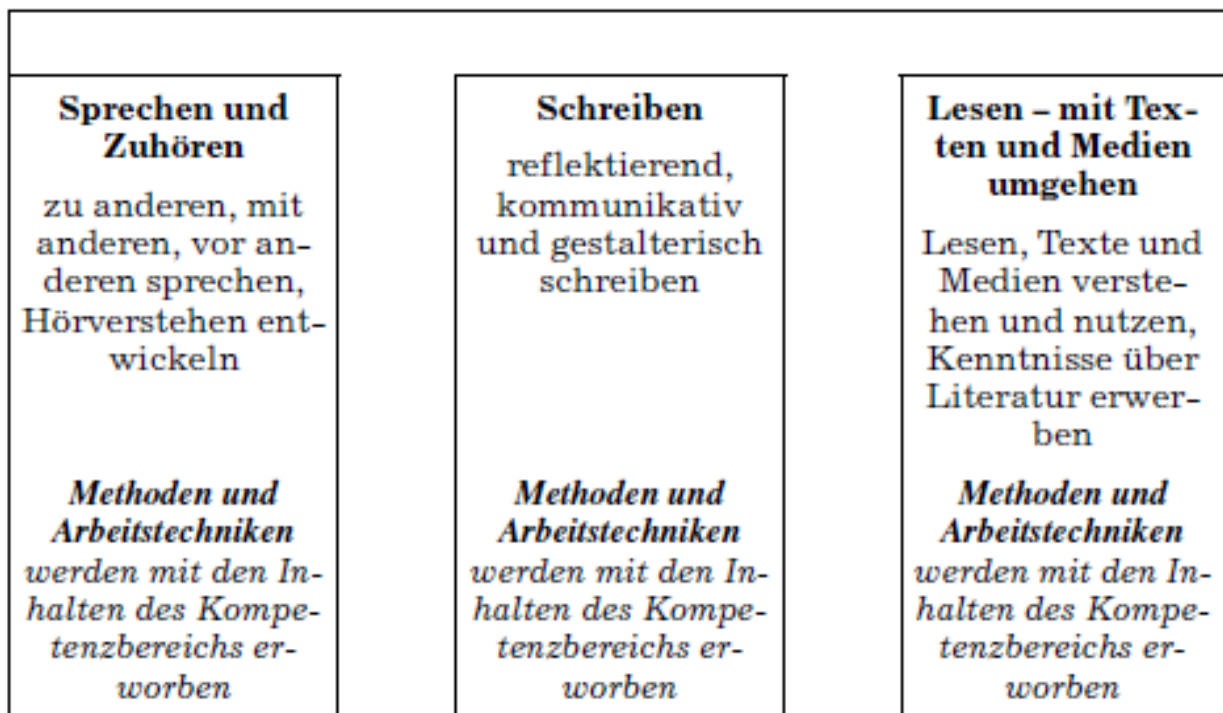 Sprechen und
Zuhören
zu anderen, mit
anderen, vor an-
deren sprechen,
Hörverstehen ent-
wickeln
Methoden und
Arbeitstechniken
werden mit den In-
halten des Kompe-
tenzbereichs er-
worben
Schreiben
reflektierend,
kommunikativ
und gestalterisch
schreiben
Methoden und
Arbeitstechniken
werden mit den In-
halten des Kompe-
tenzbereichs er-
worben
Lesen – mit Tex-
ten und Medien
umgehen
Lesen, Texte und
Medien verste-
hen und nutzen,
Kenntnisse über
Literatur erwer-
ben
Methoden und
Arbeitstechniken
werden mit den In-
halten des Kompe-
tenzbereichs er-
worben